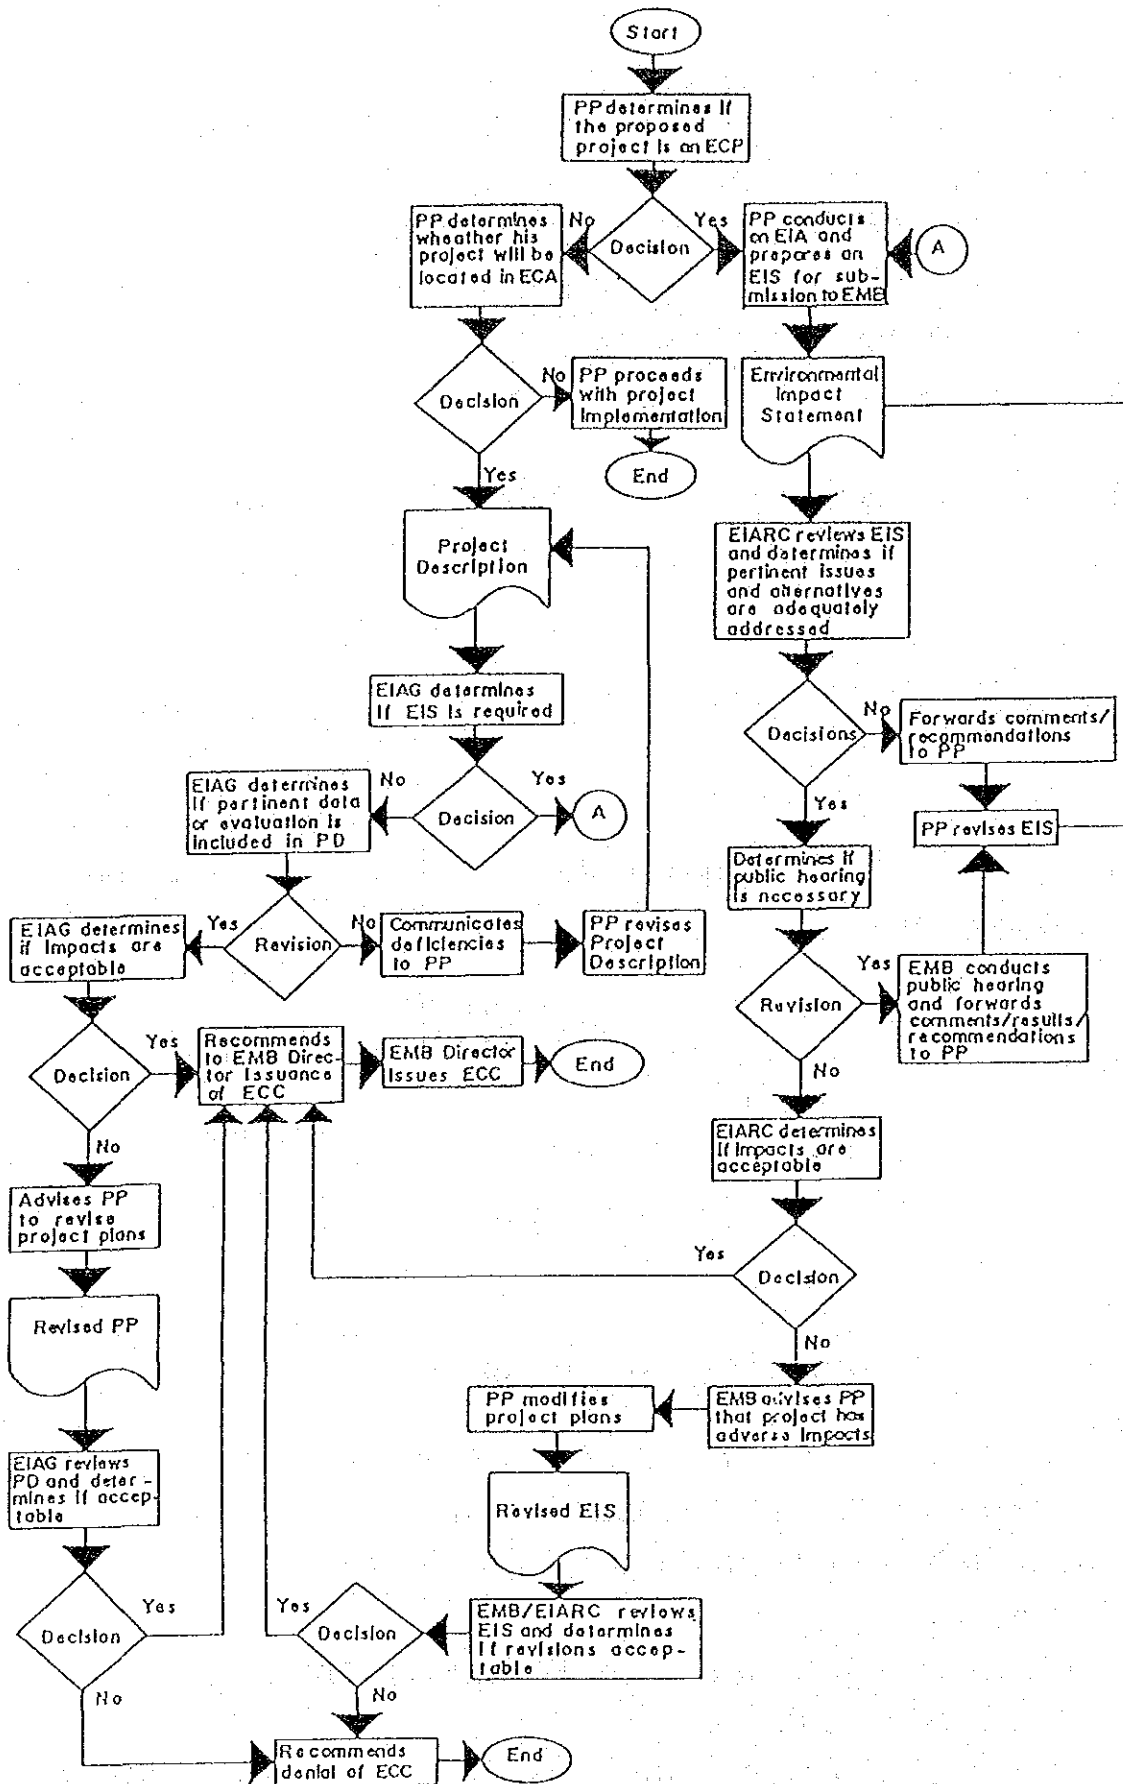 Start
PP determines if
the proposed
project is an ECP
PP determines
wheather his
project will be
located in ECA
No
Decision
Yes
PP conducts
an EIA and
prepares an
EIS for sub-
mission to EMB
A
Decision
No
PP proceeds
with project
Implementation
End
Environmental
Impact
Statement
Yes
Project
Description
EIARC reviews EIS
and determines if
pertinent issues
and alternatives
are adequately
addressed
EIAG determines
If EIS Is required
Decisions
No
Forwards comments/
recommendations
to PP
EIAG determines
If pertinent data
or evaluation is
included in PD
No
Decision
Yes
A
Yes
PP revises EIS
Determines if
public hearing
is necessary
EIAG determines
if Impacts are
acceptable
Yes
Revision
No
Communicates
deficiencies
to PP
PP revises
Project
Description
Revision
Yes
EMB conducts
public hearing
and forwards
comments/results/
recommendations
to PP
Decision
Yes
Recommends
to EMB Direc-
tor Issuance
of ECC
EMB Director
Issues ECC
End
No
No
EIARC determines
If Impacts are
acceptable
Advises PP
to revise
project plans
Yes
Decision
Revised PP
No
PP modifies
project plans
EMB advises PP
that project has
adverse Impacts
EIAG reviews
PD and deter-
mines if accep-
table
Revised EIS
Decision
Yes
Yes
Decision
EMB/EIARC reviews
EIS and determines
If revisions accep-
table
No
No
Recommends
denial of ECC
End